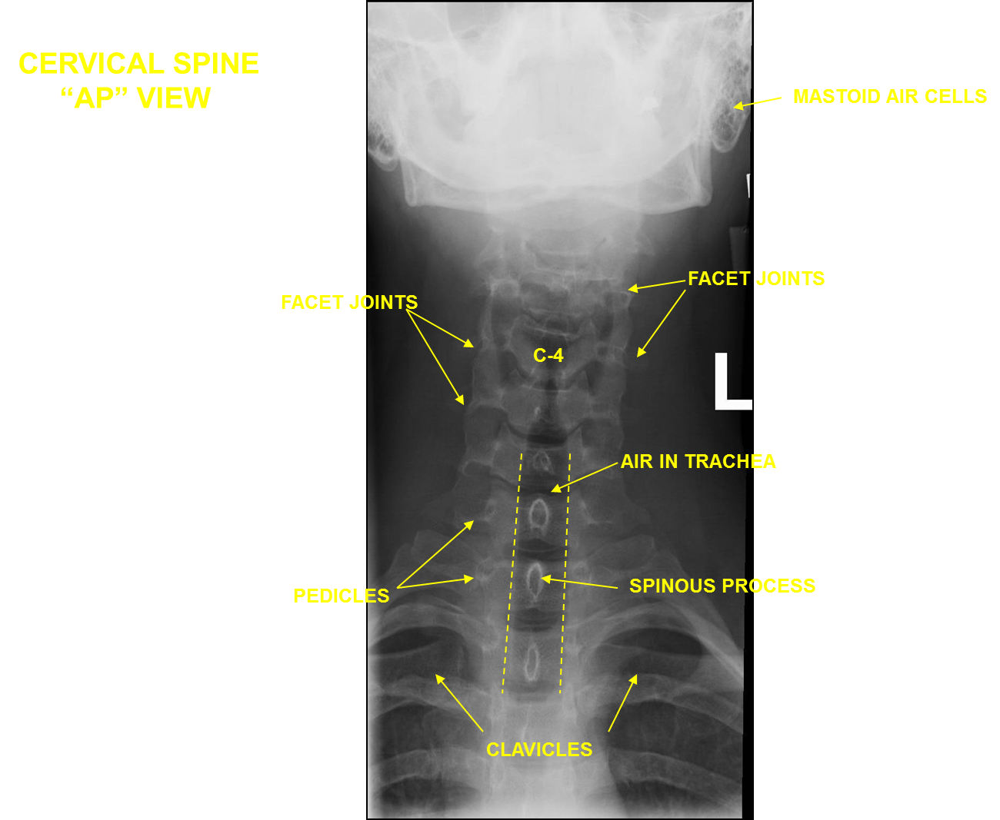 CERVICAL SPINE
“AP” VIEW
MASTOID AIR CELLS
FACET JOINTS
FACET JOINTS
C-4
L
AIR IN TRACHEA
SPINOUS PROCESS
PEDICLES
CLAVICLES